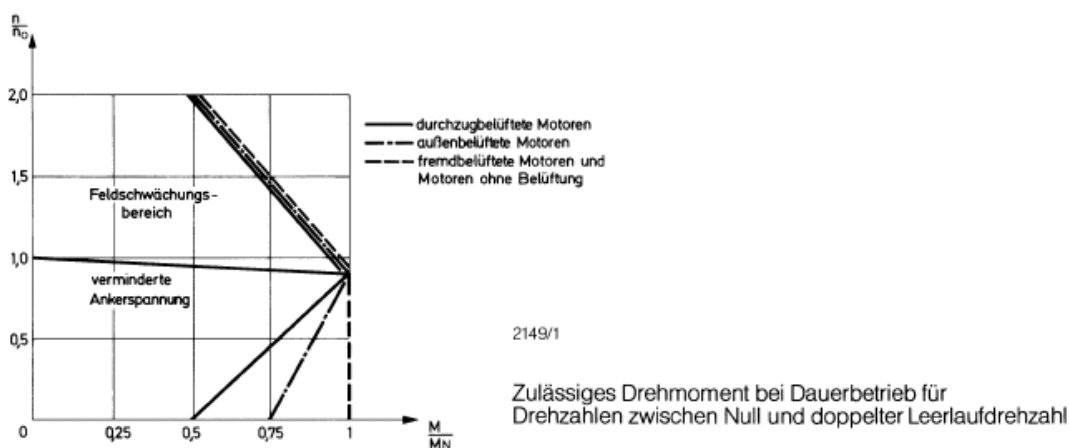 n
n₀
2,0
1,5
1,0
0,5
0
0,25
0,5
0,75
1
M
M_N
Feldschwächungs-
bereich
verminderte
Ankerspannung
durchzugbelüftete Motoren
außenbelüftete Motoren
fremdbelüftete Motoren und
Motoren ohne Belüftung
2149/1
Zulässiges Drehmoment bei Dauerbetrieb für
Drehzahlen zwischen Null und doppelter Leerlaufdrehzahl